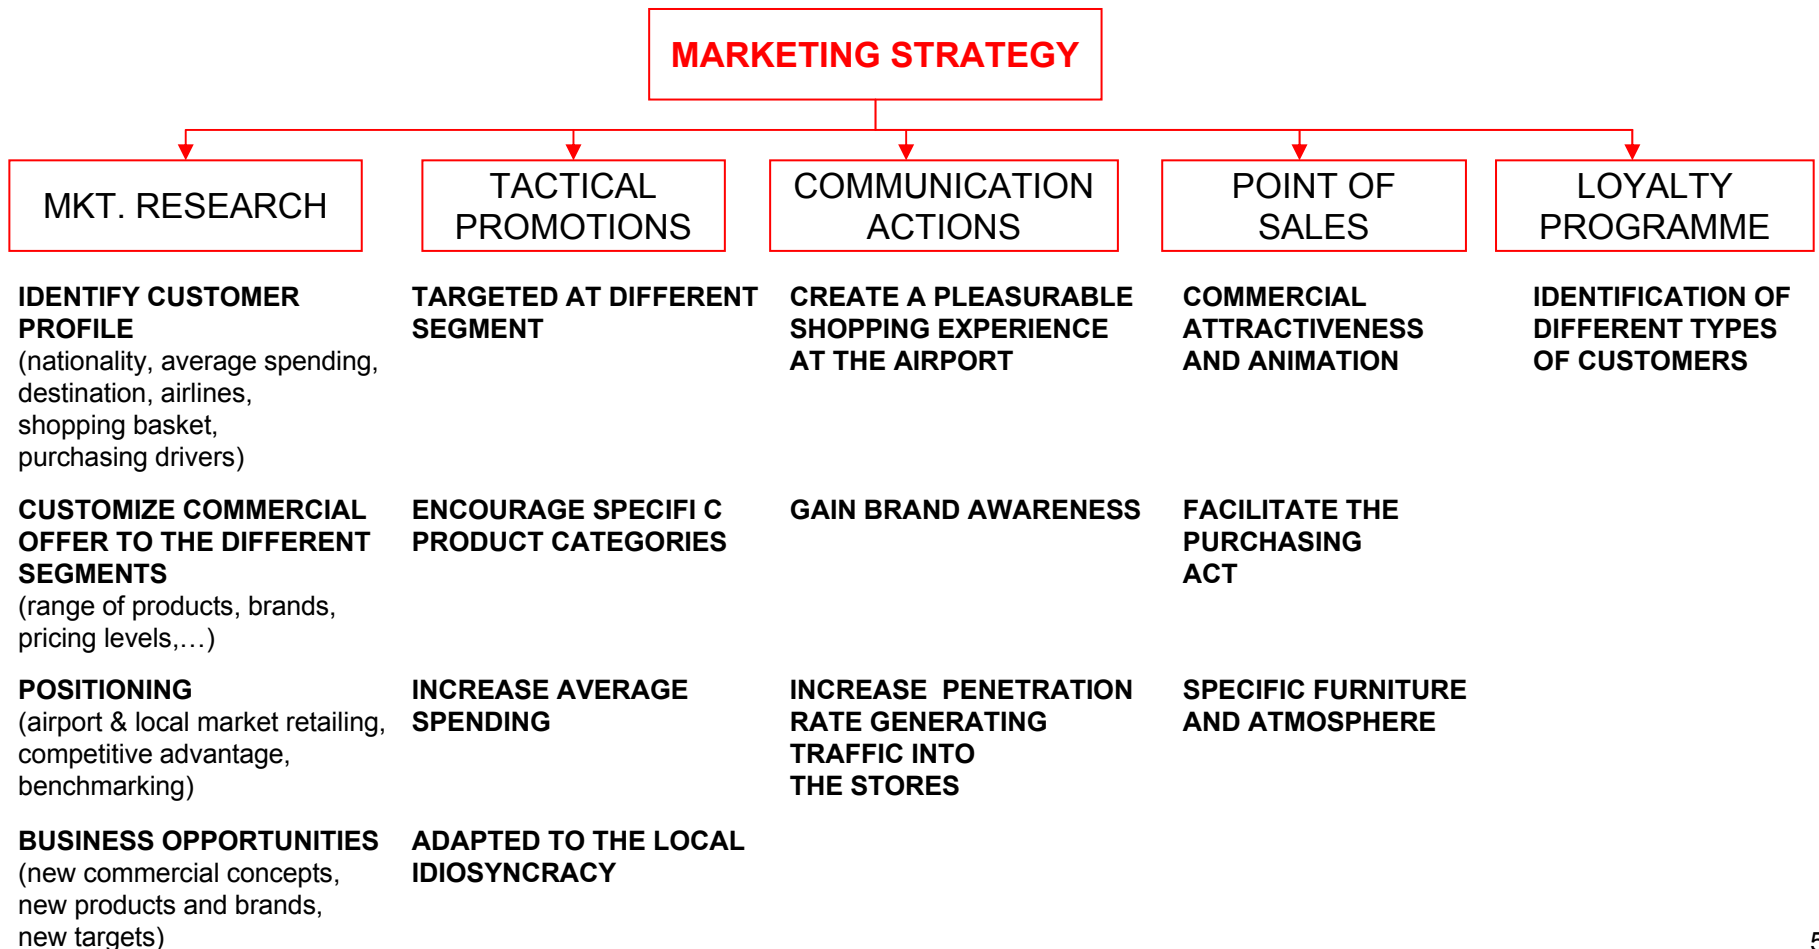 MARKETING STRATEGY
MKT. RESEARCH
TACTICAL
PROMOTIONS
COMMUNICATION
ACTIONS
POINT OF
SALES
LOYALTY
PROGRAMME
IDENTIFY CUSTOMER
PROFILE
(nationality, average spending,
destination, airlines,
shopping basket,
purchasing drivers)
TARGETED AT DIFFERENT
SEGMENT
CREATE A PLEASURABLE
SHOPPING EXPERIENCE
AT THE AIRPORT
COMMERCIAL
ATTRACTIVENESS
AND ANIMATION
IDENTIFICATION OF
DIFFERENT TYPES
OF CUSTOMERS
CUSTOMIZE COMMERCIAL
OFFER TO THE DIFFERENT
SEGMENTS
(range of products, brands,
pricing levels,…)
ENCOURAGE SPECIFI C
PRODUCT CATEGORIES
GAIN BRAND AWARENESS
FACILITATE THE
PURCHASING
ACT
POSITIONING
(airport & local market retailing,
competitive advantage,
benchmarking)
INCREASE AVERAGE
SPENDING
INCREASE  PENETRATION
RATE GENERATING
TRAFFIC INTO
THE STORES
SPECIFIC FURNITURE
AND ATMOSPHERE
BUSINESS OPPORTUNITIES
(new commercial concepts,
new products and brands,
new targets)
ADAPTED TO THE LOCAL
IDIOSYNCRACY